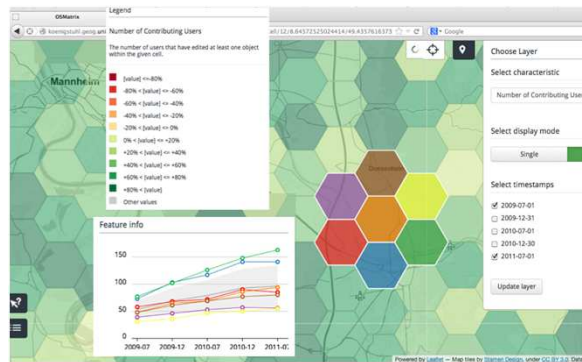 OSMatrix
Legend
Number of Contributing Users
The number of users that have edited at least one object
within the given cell.
[value] <=-80%
-80% < [value] <= -60%
-60% < [value] <= -40%
-40% < [value] <= -20%
-20% < [value] <= 0%
0% < [value] <= +20%
+20% < [value] <= +40%
+40% < [value] <= +60%
+60% < [value] <= +80%
+80% < [value]
Other values
Mannheim
Google
Choose Layer
Select characteristic
Number of Contributing User
Select display mode
Single
Select timestamps
2009-07-01
2009-12-31
2010-07-01
2010-12-30
2011-07-01
Update layer
Feature info
150
100
50
0
2009-07
2009-12
2010-07
2010-12
2011-0
Powered by Leaflet — Map tiles by Stamen Design, under CC BY 3.0. Data